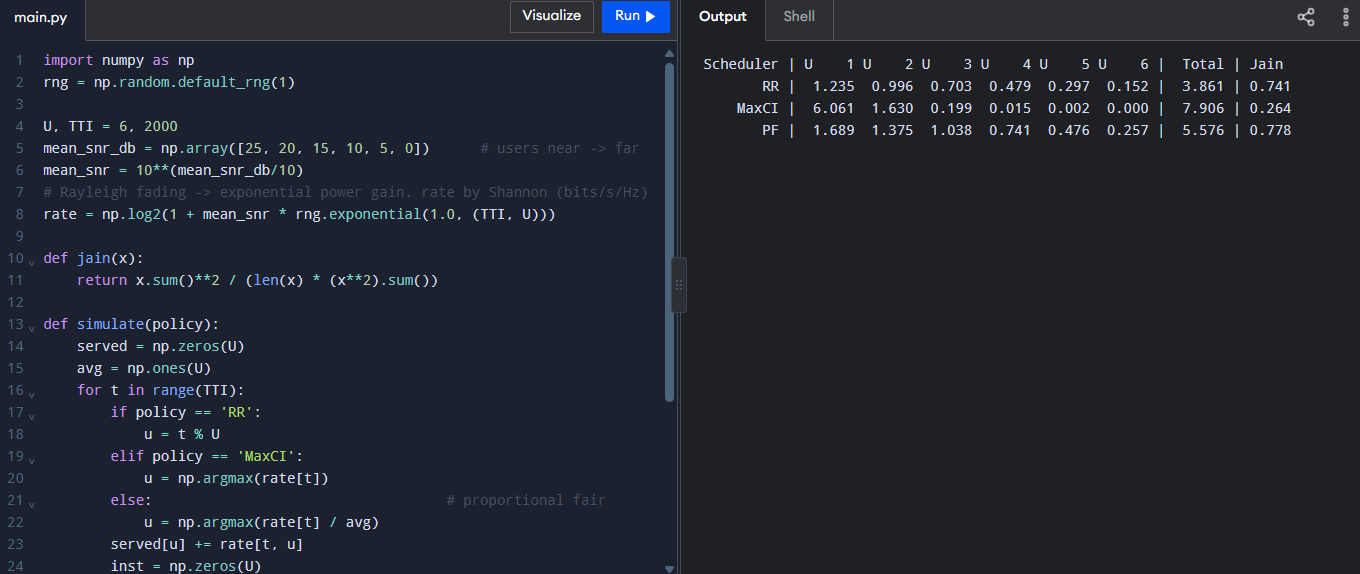 main.py Visualize Run Output Shell
1 import numpy as np
2 rng = np.random.default_rng(1)
3
4 U, TTI = 6, 2000
5 mean_snr_db = np.array([25, 20, 15, 10, 5, 0]) # users near -> far
6 mean_snr = 10**(mean_snr_db/10)
7 # Rayleigh fading -> exponential power gain, rate by Shannon (bits/s/Hz)
8 rate = np.log2(1 + mean_snr * rng.exponential(1.0, (TTI, U)))
9
10 def jain(x):
11     return x.sum()**2 / (len(x) * (x**2).sum())
12
13 def simulate(policy):
14     served = np.zeros(U)
15     avg = np.ones(U)
16     for t in range(TTI):
17         if policy == 'RR':
18             u = t % U
19         elif policy == 'MaxCI':
20             u = np.argmax(rate[t])
21         else: # proportional fair
22             u = np.argmax(rate[t] / avg)
23         served[u] += rate[t, u]
24         inst = np.zeros(U)
Scheduler | U    1 U    2 U    3 U    4 U    5 U    6 |  Total | Jain
       RR |  1.235  0.996  0.703  0.479  0.297  0.152 |  3.861 | 0.741
    MaxCI |  6.061  1.630  0.199  0.015  0.002  0.000 |  7.906 | 0.264
       PF |  1.689  1.375  1.038  0.741  0.476  0.257 |  5.576 | 0.778